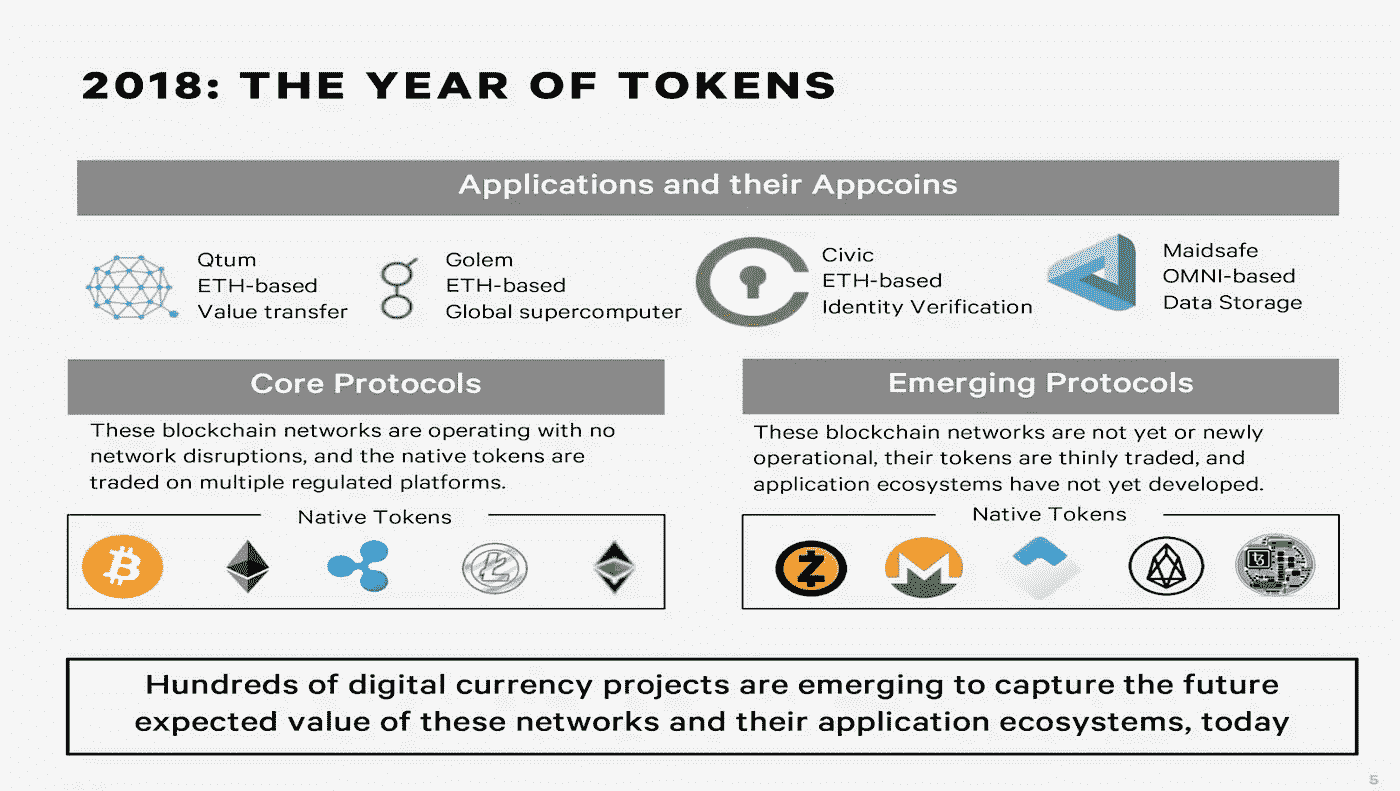 2018: THE YEAR OF TOKENS
Applications and their Appcoins
Qtum
ETH-based
Value transfer
Golem
ETH-based
Global supercomputer
Civic
ETH-based
Identity Verification
Maidsafe
OMNI-based
Data Storage
Core Protocols
These blockchain networks are operating with no
network disruptions, and the native tokens are
traded on multiple regulated platforms.
Native Tokens
Emerging Protocols
These blockchain networks are not yet or newly
operational, their tokens are thinly traded, and
application ecosystems have not yet developed.
Native Tokens
Hundreds of digital currency projects are emerging to capture the future
expected value of these networks and their application ecosystems, today
5